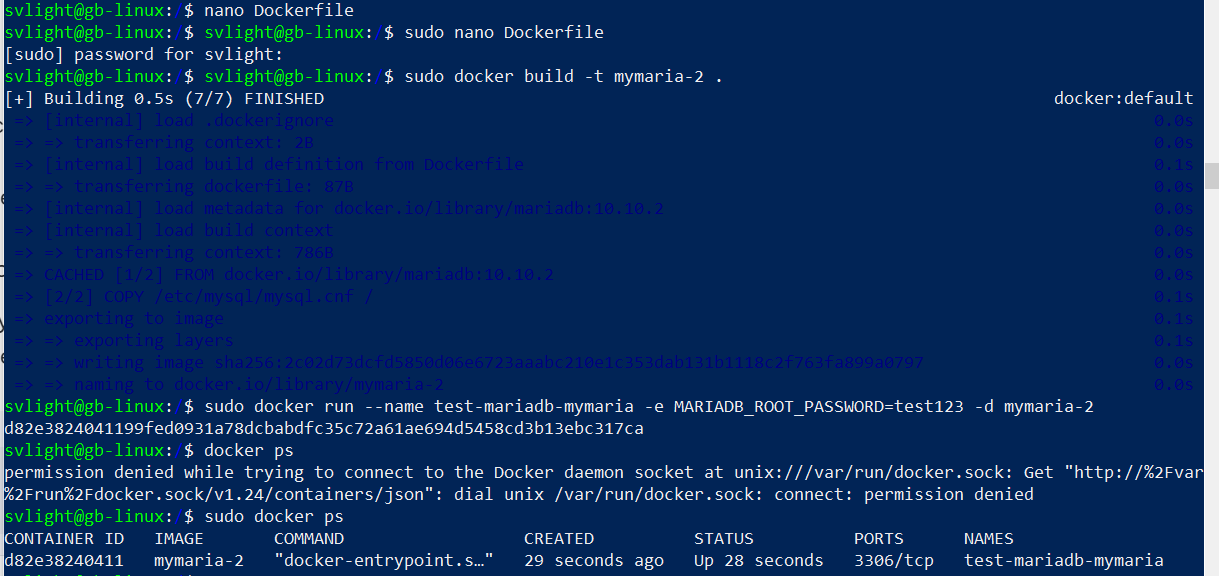 svlight@gb-linux:/$ nano Dockerfile
svlight@gb-linux:/$ svlight@gb-linux:/$ sudo nano Dockerfile
[sudo] password for svlight:
svlight@gb-linux:/$ svlight@gb-linux:/$ sudo docker build -t mymaria-2 .
[+] Building 0.5s (7/7) FINISHED docker:default
=> [internal] load .dockerignore 0.0s
=> => transferring context: 2B 0.0s
=> [internal] load build definition from Dockerfile 0.1s
=> => transferring dockerfile: 87B 0.0s
=> [internal] load metadata for docker.io/library/mariadb:10.10.2 0.0s
=> [internal] load build context 0.0s
=> => transferring context: 786B 0.0s
=> CACHED [1/2] FROM docker.io/library/mariadb:10.10.2 0.0s
=> [2/2] COPY /etc/mysql/mysql.cnf / 0.1s
=> exporting to image 0.1s
=> => exporting layers 0.1s
=> => writing image sha256:2c02d73dcfd5850d06e6723aaabc210e1c353dab131b1118c2f763fa899a0797 0.0s
=> => naming to docker.io/library/mymaria-2 0.0s
svlight@gb-linux:/$ sudo docker run --name test-mariadb-mymaria -e MARIADB_ROOT_PASSWORD=test123 -d mymaria-2
d82e3824041199fed0931a78dcbabdfc35c72a61ae694d5458cd3b13ebc317ca
svlight@gb-linux:/$ docker ps
permission denied while trying to connect to the Docker daemon socket at unix:///var/run/docker.sock: Get "http://%2Fvar
%2Frun%2Fdocker.sock/v1.24/containers/json": dial unix /var/run/docker.sock: connect: permission denied
svlight@gb-linux:/$ sudo docker ps
CONTAINER ID IMAGE COMMAND CREATED STATUS PORTS NAMES
d82e38240411 mymaria-2 "docker-entrypoint.s…" 29 seconds ago Up 28 seconds 3306/tcp test-mariadb-mymaria